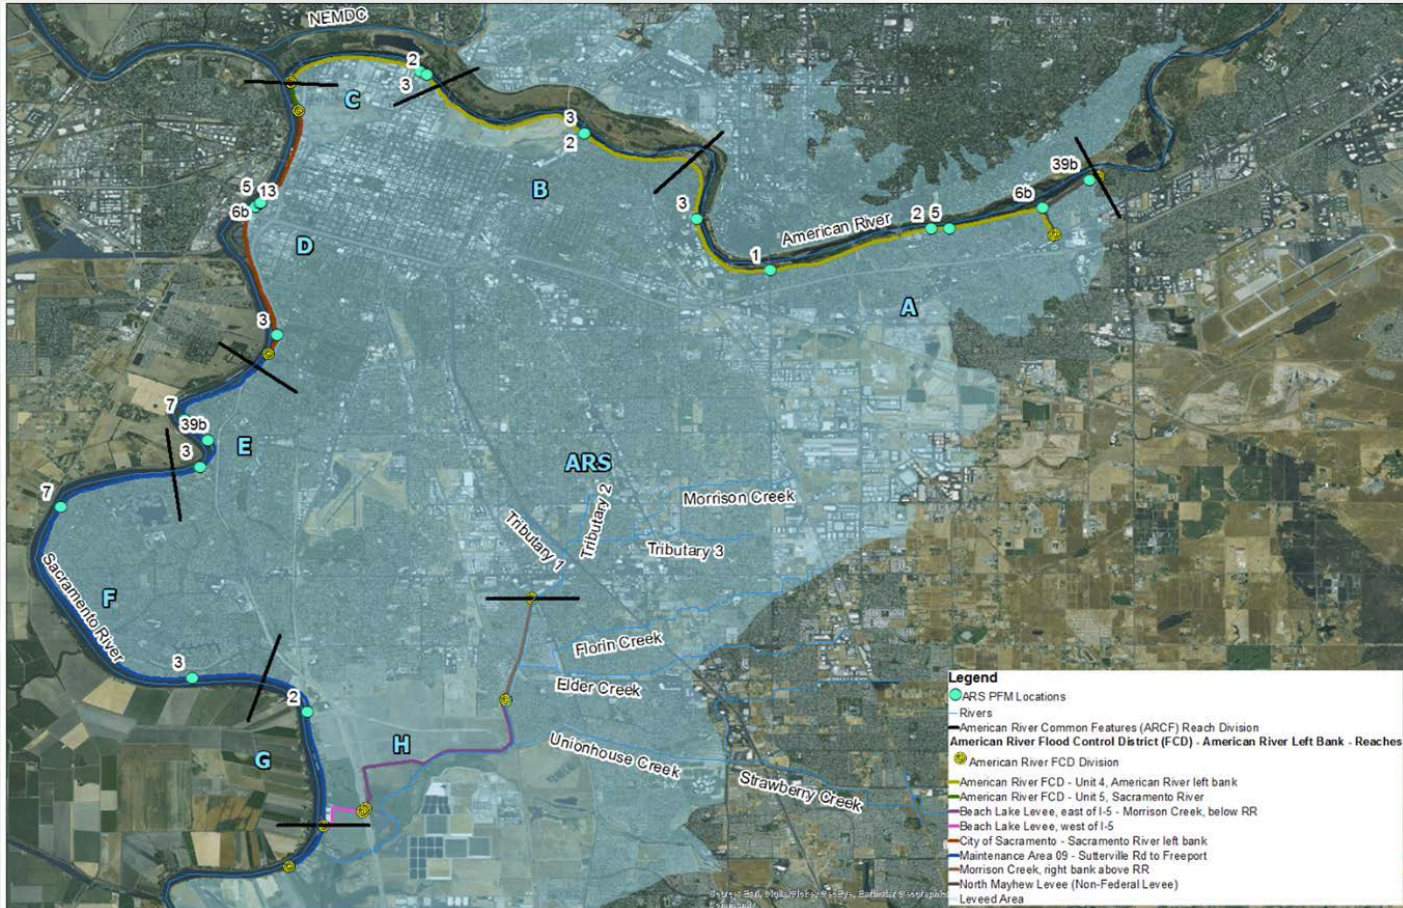 NEMDC
2
3
C
3
2
B
39b
6b
5
13
6b
3
2 5
American River
D
1
A
3
7
39b
E
3
ARS
7
Morrison Creek
Tributary 2
Tributary 1
Tributary 3
Sacramento River
F
Florin Creek
3
Elder Creek
2
H
Unionhouse Creek
G
Strawberry Creek
Legend
ARS PFM Locations
Rivers
American River Common Features (ARCF) Reach Division
American River Flood Control District (FCD) - American River Left Bank - Reaches
American River FCD Division
American River FCD - Unit 4, American River left bank
American River FCD - Unit 5, Sacramento River
Beach Lake Levee, east of I-5 - Morrison Creek, below RR
Beach Lake Levee, west of I-5
City of Sacramento - Sacramento River left bank
Maintenance Area 09 - Sutterville Rd to Freeport
Morrison Creek, right bank above RR
North Mayhew Levee (Non-Federal Levee)
Leveed Area